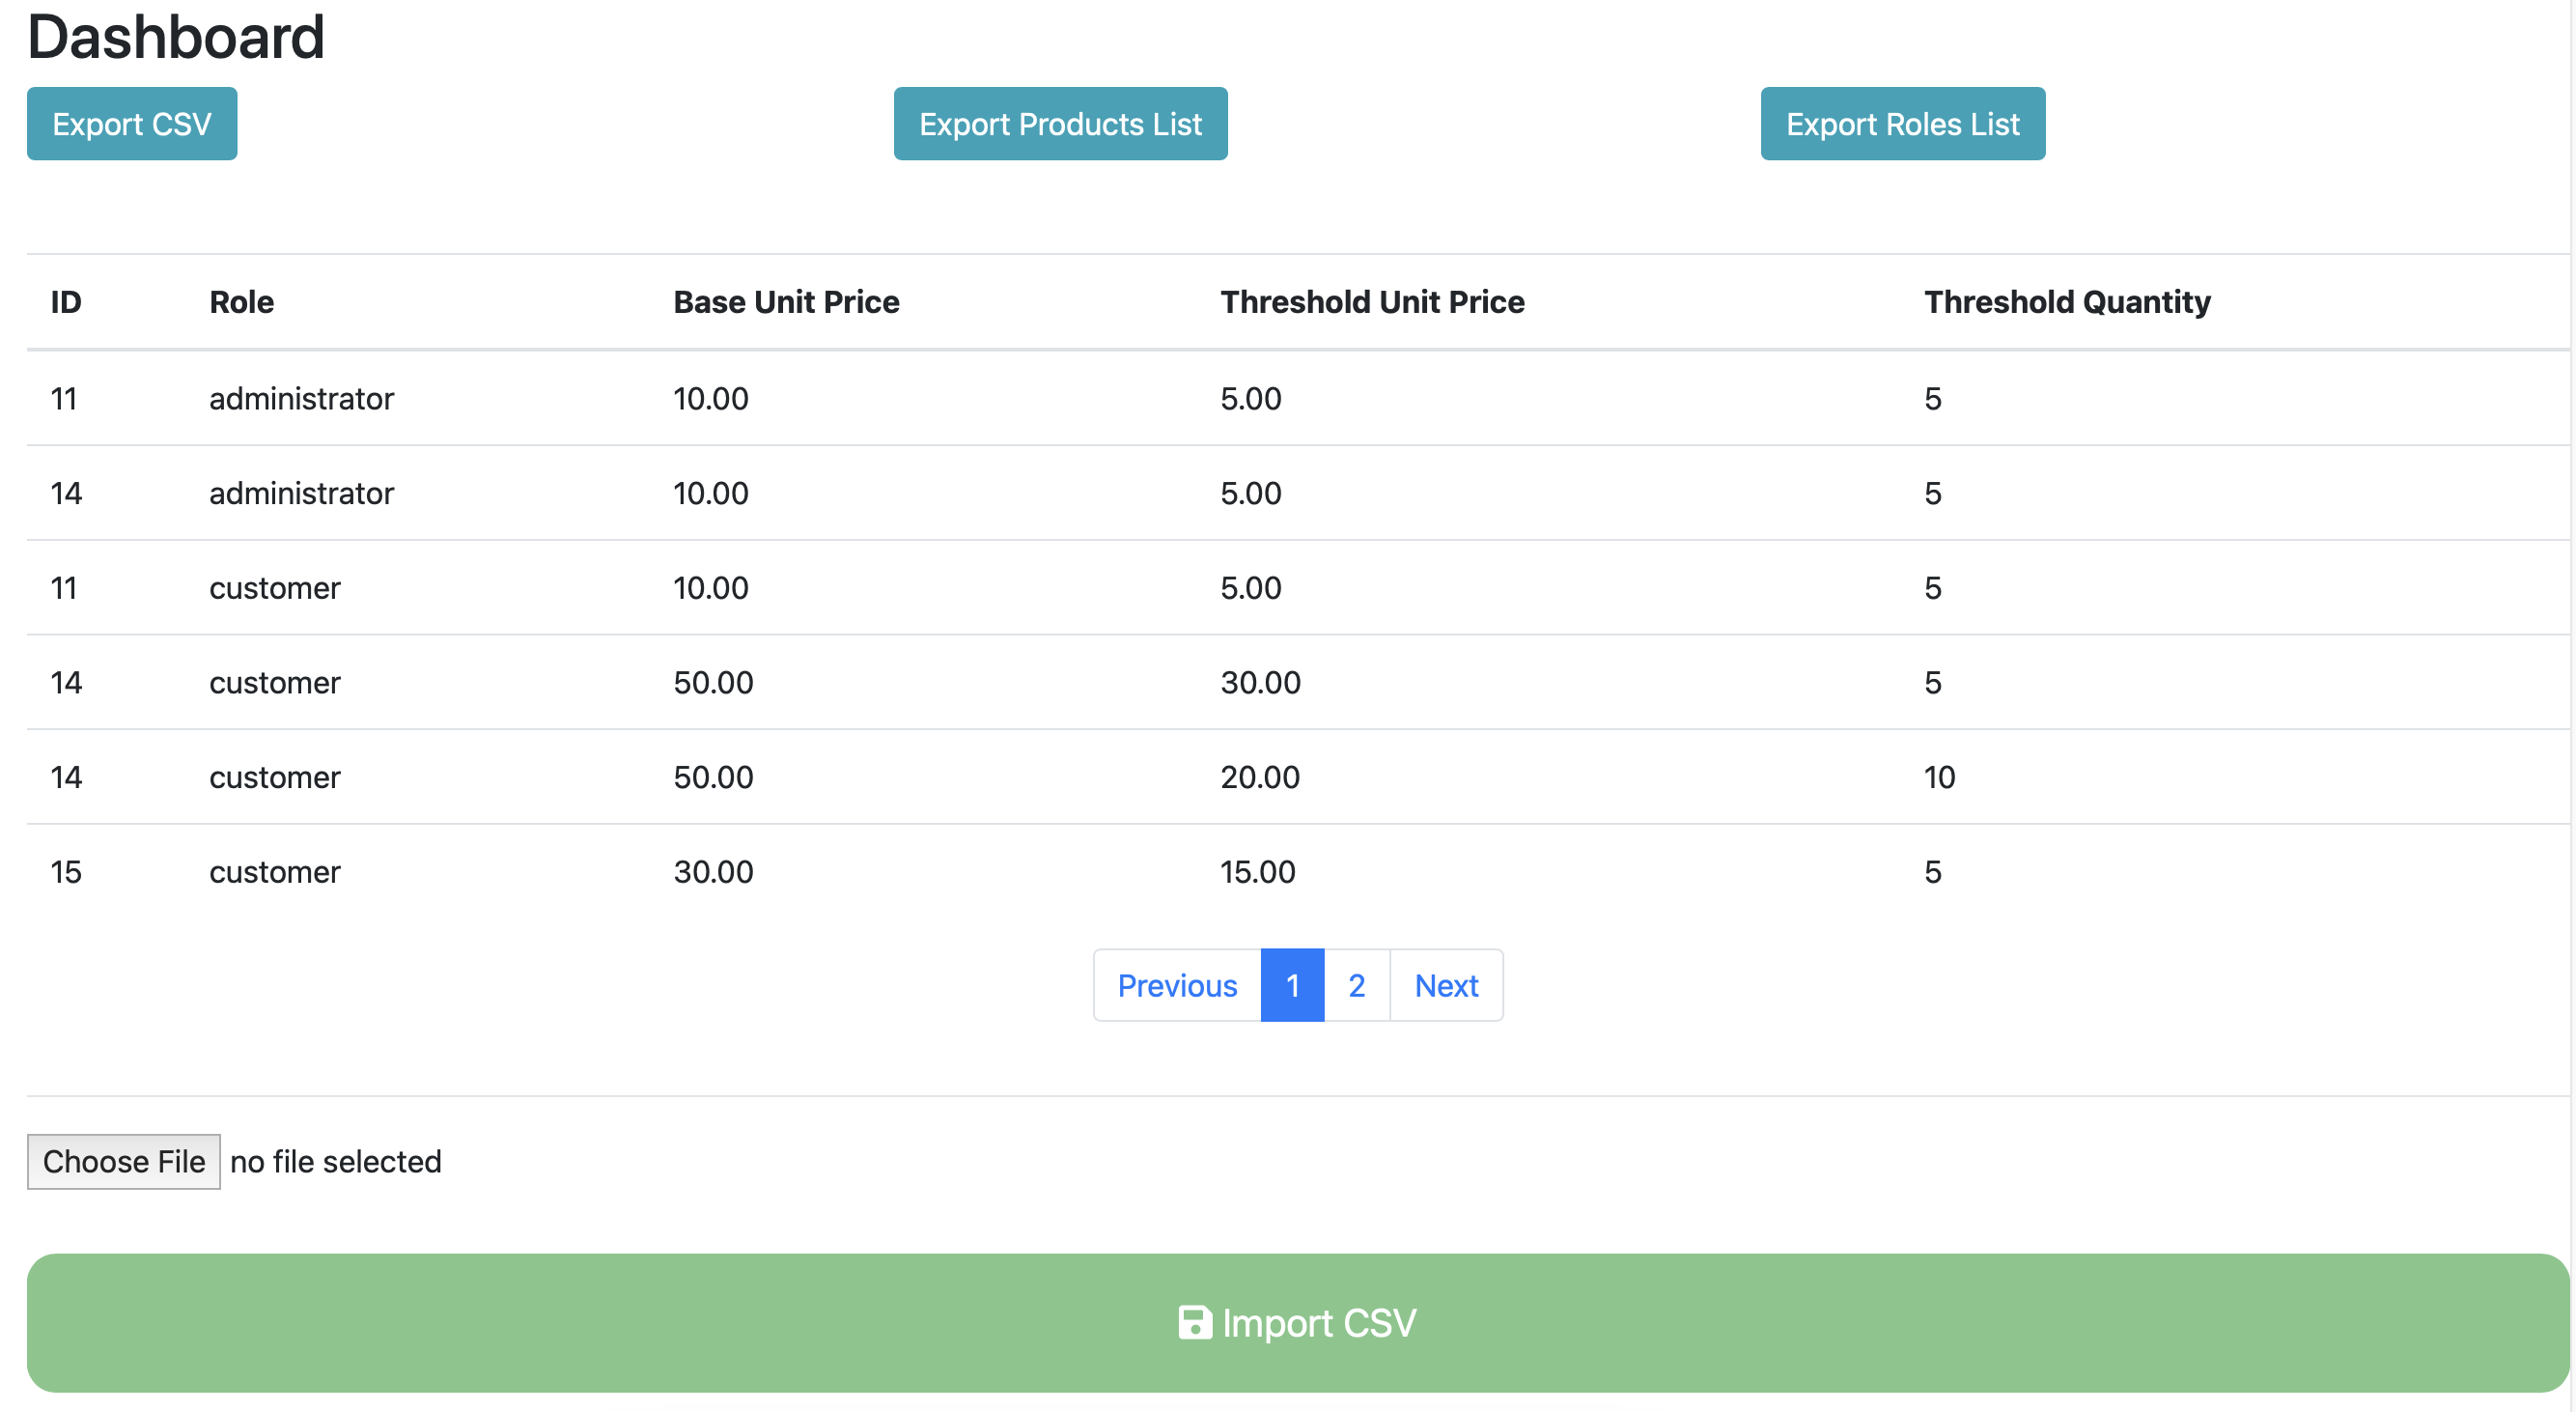 Dashboard
Export CSV Export Products List Export Roles List
ID Role Base Unit Price Threshold Unit Price Threshold Quantity
11 administrator 10.00 5.00 5
14 administrator 10.00 5.00 5
11 customer 10.00 5.00 5
14 customer 50.00 30.00 5
14 customer 50.00 20.00 10
15 customer 30.00 15.00 5
Previous 1 2 Next
Choose File no file selected
Import CSV